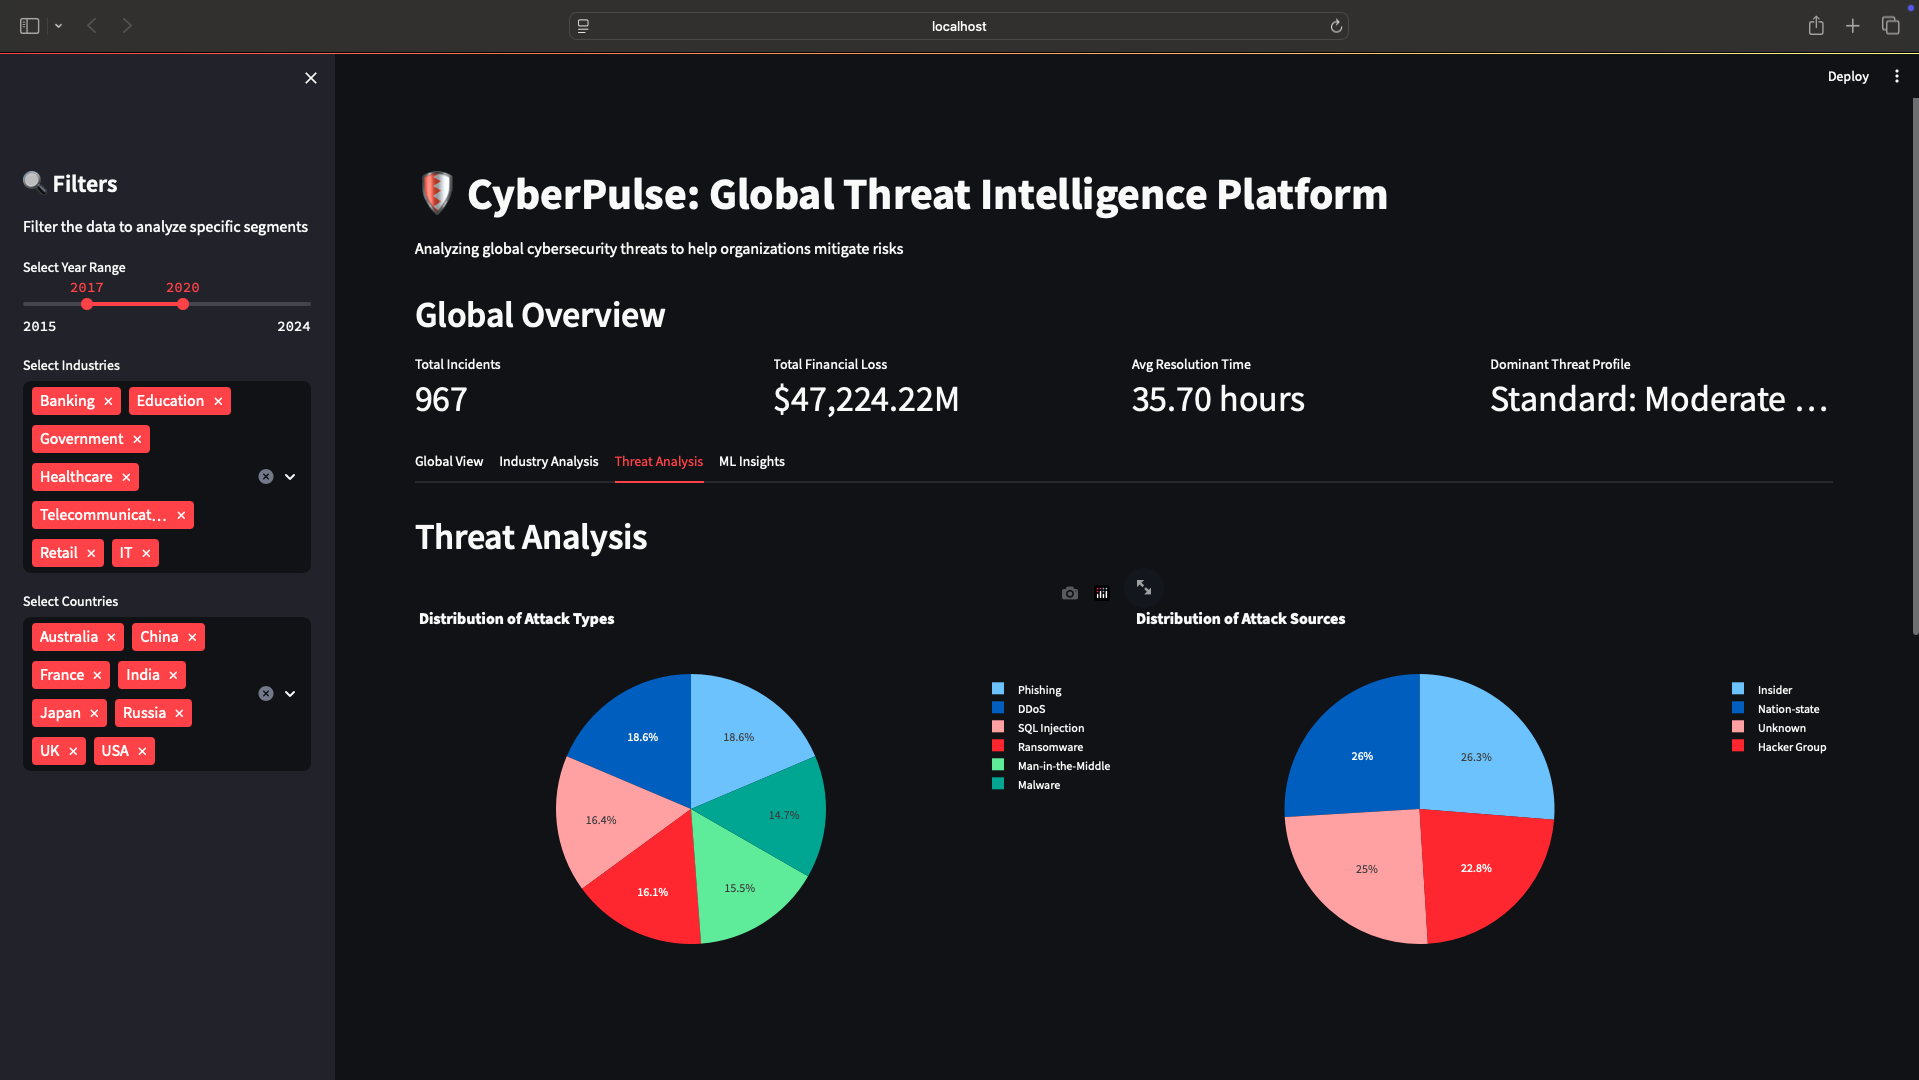 localhost
Deploy
Filters
Filter the data to analyze specific segments
Select Year Range
2017 2020
2015 2024
Select Industries
Banking Education
Government
Healthcare
Telecommunicat...
Retail IT
Select Countries
Australia China
France India
Japan Russia
UK USA
CyberPulse: Global Threat Intelligence Platform
Analyzing global cybersecurity threats to help organizations mitigate risks
Global Overview
Total Incidents
967
Total Financial Loss
$47,224.22M
Avg Resolution Time
35.70 hours
Dominant Threat Profile
Standard: Moderate ...
Global View Industry Analysis Threat Analysis ML Insights
Threat Analysis
Distribution of Attack Types
18.6% 18.6%
14.7%
16.4%
15.5%
16.1%
Phishing
DDoS
SQL Injection
Ransomware
Man-in-the-Middle
Malware
Distribution of Attack Sources
26% 26.3%
25% 22.8%
Insider
Nation-state
Unknown
Hacker Group